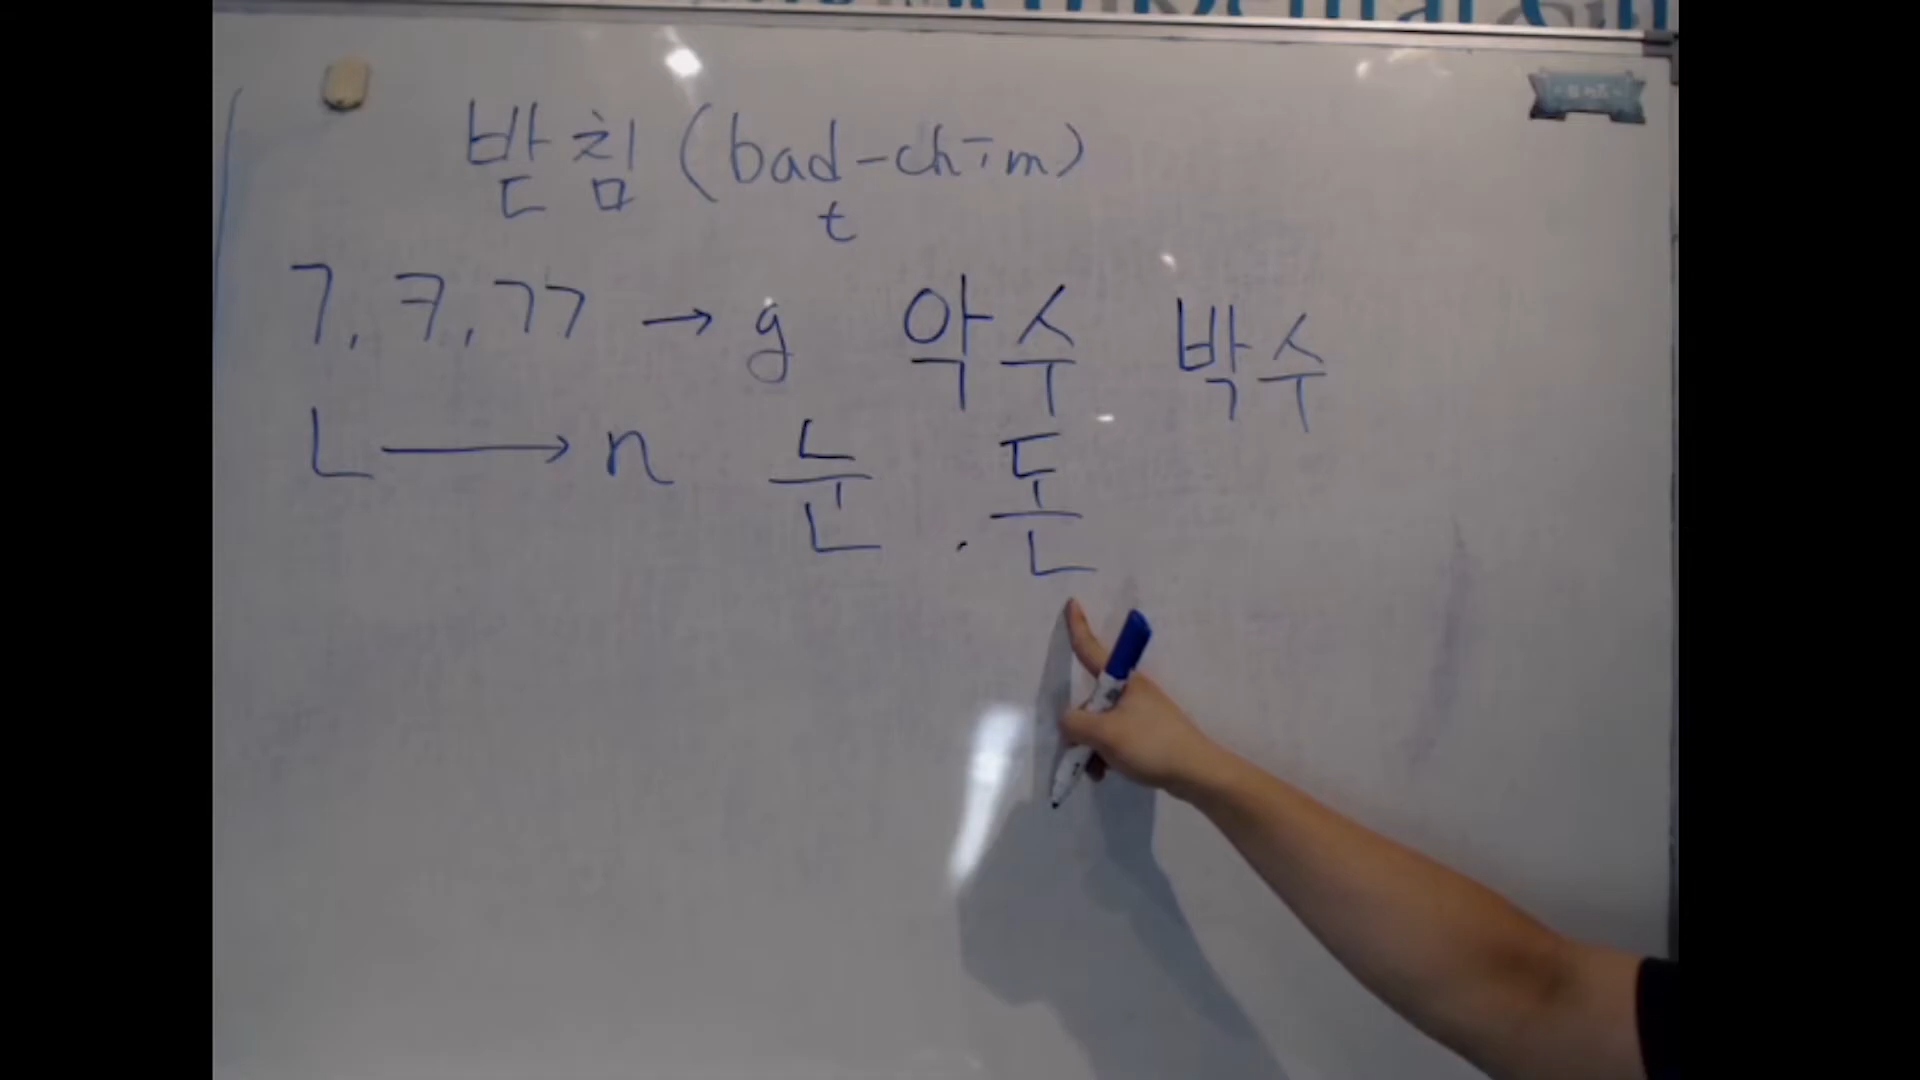 받침 (bad-chim)
t
ㄱ, ㅋ, ㄲ → g 악수 박수
ㄴ → n 눈 . 돈